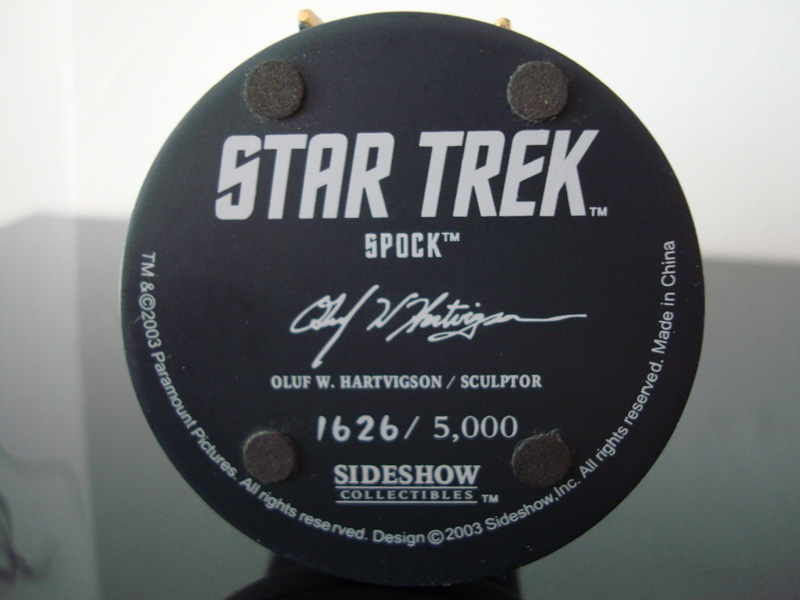 STAR TREK™
SPOCK™
Oluf W Hartvigson
OLUF W. HARTVIGSON / SCULPTOR
1626/ 5,000
SIDESHOW
COLLECTIBLES™
TM &©2003 Paramount Pictures. All rights reserved. Design ©2003 Sideshow,Inc. All rights reserved. Made in China